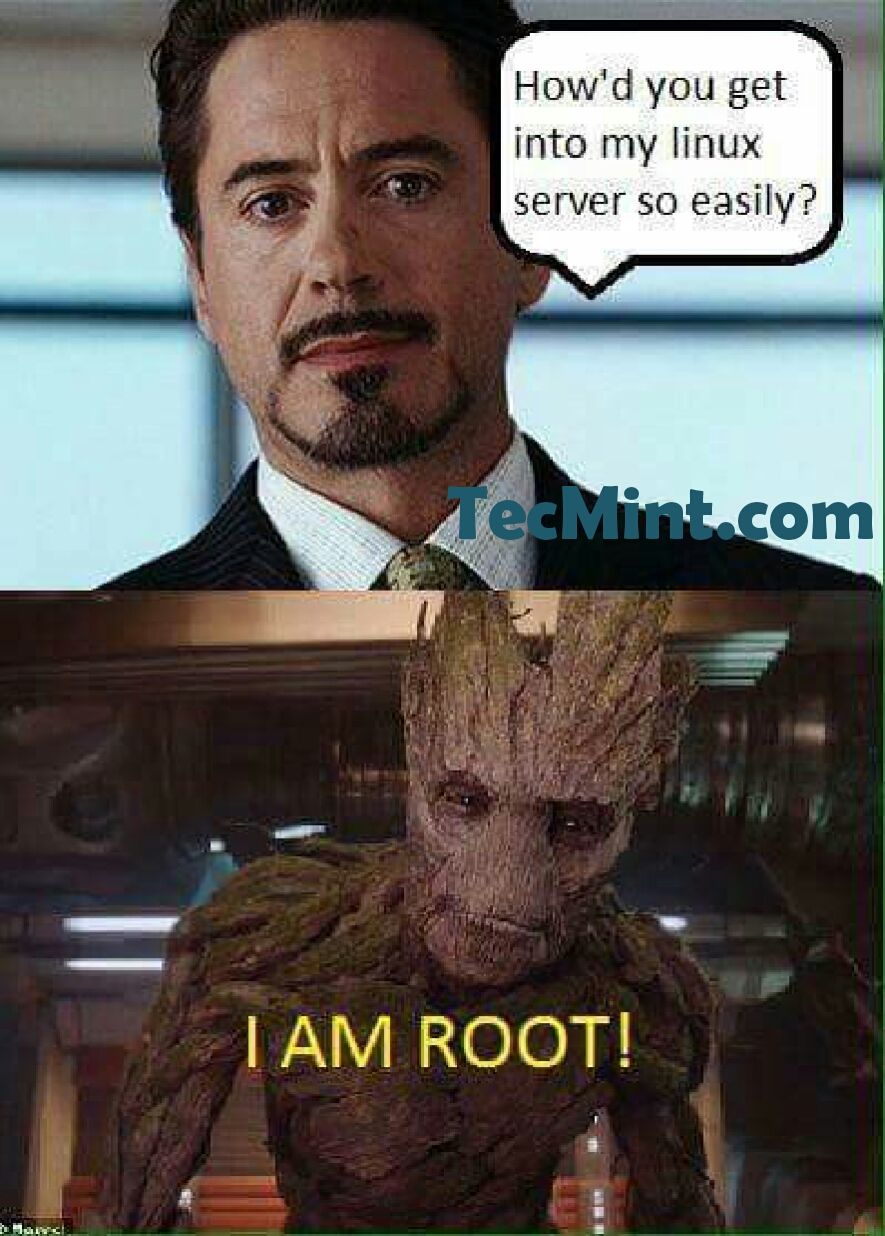 How'd you get
into my linux
server so easily?
TecMint.com
I AM ROOT!